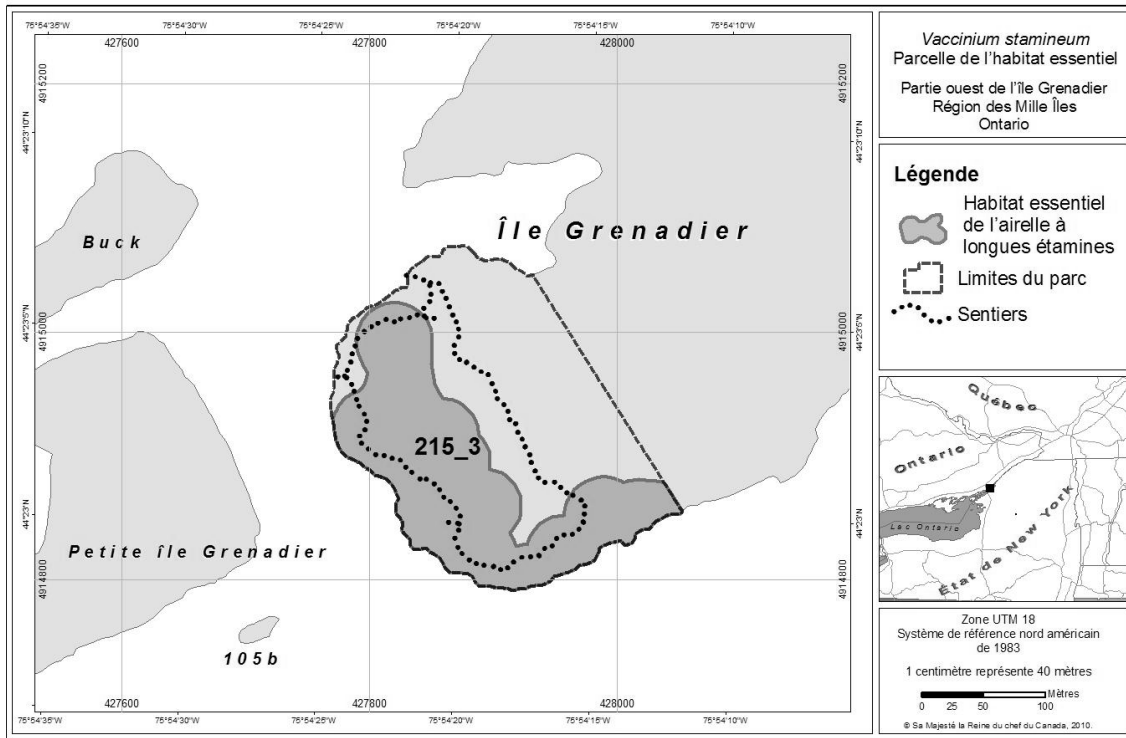 75°54'35"W 75°54'30"W 75°54'25"W 75°54'20"W 75°54'15"W 75°54'10"W
427600 427800 428000
4915200
44°23'10"N
4915000
44°23'5"N
4914800
44°23'N
4915200
44°23'10"N
4915000
44°23'5"N
4914800
Île Grenadier
Buck
215_3
Petite île Grenadier
105b
427600 427800 428000
75°54'35"W 75°54'30"W 75°54'25"W 75°54'20"W 75°54'15"W 75°54'10"W
Vaccinium stamineum
Parcelle de l'habitat essentiel
Partie ouest de l'île Grenadier
Région des Mille Îles
Ontario
Légende
Habitat essentiel
de l'airelle à
longues étamines
Limites du parc
Sentiers
Québec
Ontario
Lac Ontario
État de New York
Zone UTM 18
Système de référence nord américain
de 1983
1 centimètre représente 40 mètres
Mètres
0 25 50 100
© Sa Majesté la Reine du chef du Canada, 2010.